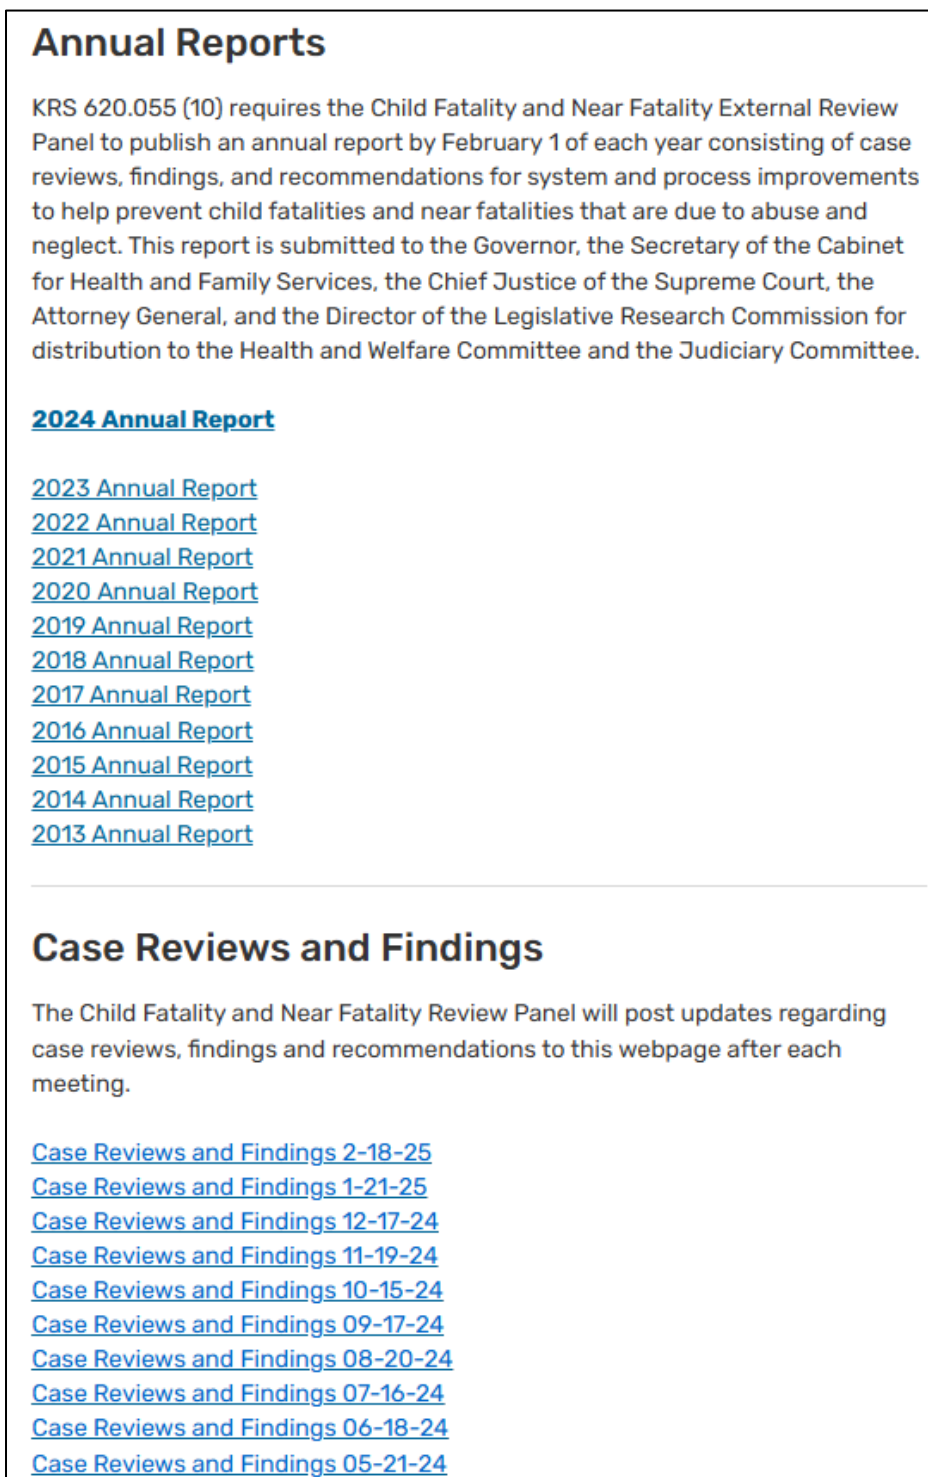 Annual Reports
KRS 620.055 (10) requires the Child Fatality and Near Fatality External Review
Panel to publish an annual report by February 1 of each year consisting of case
reviews, findings, and recommendations for system and process improvements
to help prevent child fatalities and near fatalities that are due to abuse and
neglect. This report is submitted to the Governor, the Secretary of the Cabinet
for Health and Family Services, the Chief Justice of the Supreme Court, the
Attorney General, and the Director of the Legislative Research Commission for
distribution to the Health and Welfare Committee and the Judiciary Committee.
2024 Annual Report
2023 Annual Report
2022 Annual Report
2021 Annual Report
2020 Annual Report
2019 Annual Report
2018 Annual Report
2017 Annual Report
2016 Annual Report
2015 Annual Report
2014 Annual Report
2013 Annual Report
Case Reviews and Findings
The Child Fatality and Near Fatality Review Panel will post updates regarding
case reviews, findings and recommendations to this webpage after each
meeting.
Case Reviews and Findings 2-18-25
Case Reviews and Findings 1-21-25
Case Reviews and Findings 12-17-24
Case Reviews and Findings 11-19-24
Case Reviews and Findings 10-15-24
Case Reviews and Findings 09-17-24
Case Reviews and Findings 08-20-24
Case Reviews and Findings 07-16-24
Case Reviews and Findings 06-18-24
Case Reviews and Findings 05-21-24